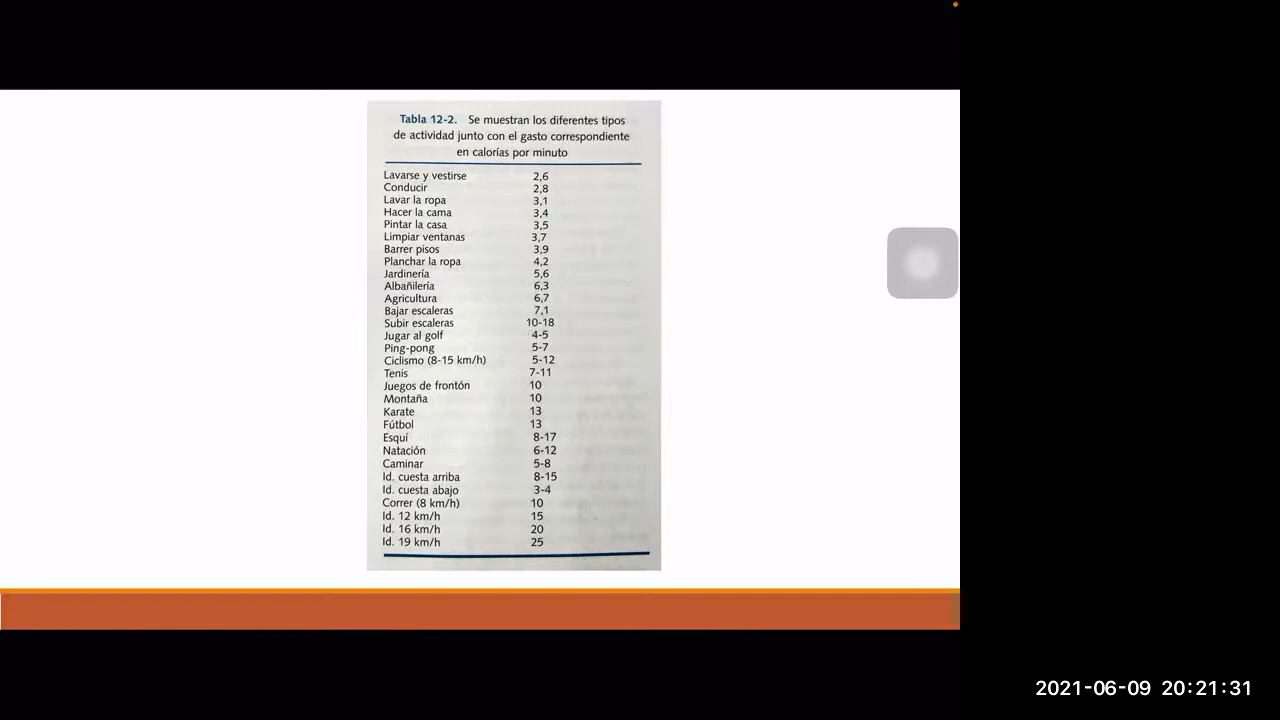 Tabla 12-2. Se muestran los diferentes tipos
de actividad junto con el gasto correspondiente
en calorías por minuto
Lavarse y vestirse 2,6
Conducir 2,8
Lavar la ropa 3,1
Hacer la cama 3,4
Pintar la casa 3,5
Limpiar ventanas 3,7
Barrer pisos 3,9
Planchar la ropa 4,2
Jardinería 5,6
Albañilería 6,3
Agricultura 6,7
Bajar escaleras 7,1
Subir escaleras 10-18
Jugar al golf 4-5
Ping-pong 5-7
Ciclismo (8-15 km/h) 5-12
Tenis 7-11
Juegos de frontón 10
Montaña 10
Karate 13
Fútbol 13
Esquí 8-17
Natación 6-12
Caminar 5-8
Id. cuesta arriba 8-15
Id. cuesta abajo 3-4
Correr (8 km/h) 10
Id. 12 km/h 15
Id. 16 km/h 20
Id. 19 km/h 25
2021-06-09 20:21:31